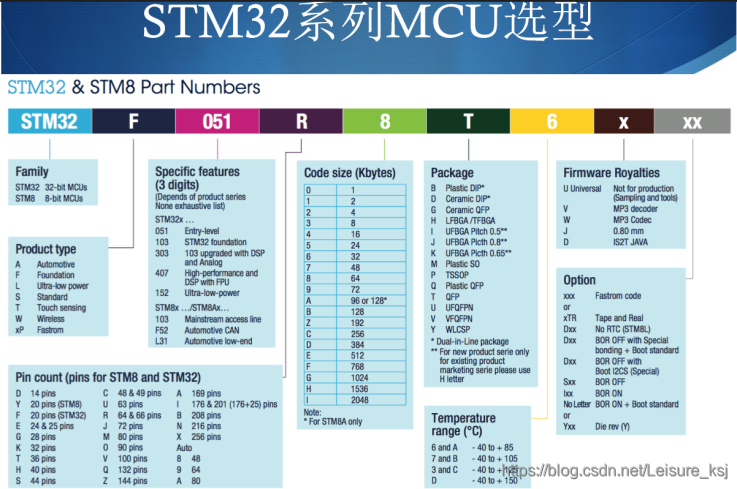 STM32系列MCU选型
STM32 & STM8 Part Numbers
STM32 F 051 R 8 T 6 x xx
Family
STM32 32-bit MCUs
STM8 8-bit MCUs
Product type
A Automotive
F Foundation
L Ultra-low power
S Standard
T Touch sensing
W Wireless
xP Fastrom
Specific features
(3 digits)
(Depends of product series
None exhaustive list)
STM32x …
051 Entry-level
103 STM32 foundation
303 103 upgraded with DSP
and Analog
407 High-performance and
DSP with FPU
152 Ultra-low-power
STM8x …/STM8Ax…
103 Mainstream access line
F52 Automotive CAN
L31 Automotive low-end
Pin count (pins for STM8 and STM32)
D 14 pins
Y 20 pins (STM8)
F 20 pins (STM32)
E 24 & 25 pins
G 28 pins
K 32 pins
T 36 pins
H 40 pins
S 44 pins
C 48 & 49 pins
U 63 pins
R 64 & 66 pins
J 72 pins
M 80 pins
O 90 pins
V 100 pins
Q 132 pins
Z 144 pins
A 169 pins
I 176 & 201 (176+25) pins
B 208 pins
N 216 pins
X 256 pins
Auto
8 48
9 64
A 80
Code size (Kbytes)
0 1
1 2
2 4
3 8
4 16
5 24
6 32
7 48
8 64
9 72
A 96 or 128*
B 128
Z 192
C 256
D 384
E 512
F 768
G 1024
H 1536
I 2048
Note:
* For STM8A only
Package
B Plastic DIP*
D Ceramic DIP*
G Ceramic QFP
H LFBGA /TFBGA
I UFBGA Pitch 0.5**
J UFBGA Picth 0.8**
K UFBGA Picth 0.65**
M Plastic SO
P TSSOP
Q Plastic QFP
T QFP
U UFQFPN
V VFQFPN
Y WLCSP
* Dual-in-Line package
** For new product serie only
for existing product
marketing serie please use
H letter
Temperature
range (°C)
6 and A - 40 to + 85
7 and B - 40 to + 105
3 and C - 40 to +
D - 40 to + 150
Firmware Royalties
U Universal Not for production
(Sampling and tools)
V MP3 decoder
W MP3 Codec
J 0.80 mm
D IS2T JAVA
Option
xxx Fastrom code
or
xTR Tape and Real
Dxx No RTC (STM8L)
Dxx BOR OFF with Special
bonding + Boot standard
Dxx BOR OFF with
Boot I2CS (Special)
Sxx BOR OFF
Ixx BOR ON
No Letter BOR ON + Boot standard
or
Yxx Die rev (Y)
https://blog.csdn.net/Leisure_ksj